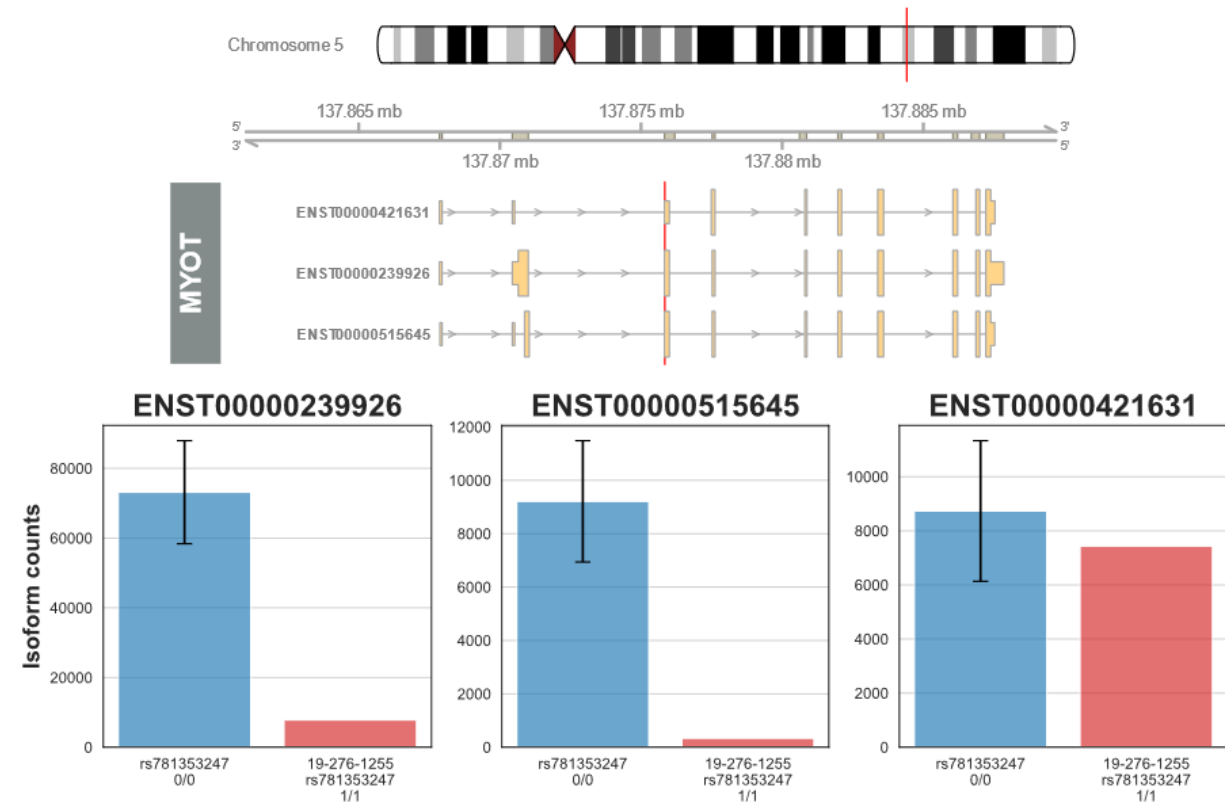 Chromosome 5
137.865 mb
137.875 mb
137.885 mb
5'
3'
3'
5'
137.87 mb
137.88 mb
MYOT
ENST00000421631
ENST00000239926
ENST00000515645
ENST00000239926
ENST00000515645
ENST00000421631
Isoform counts
80000
60000
40000
20000
0
12000
10000
8000
6000
4000
2000
0
10000
8000
6000
4000
2000
0
rs781353247
0/0
19-276-1255
rs781353247
1/1
rs781353247
0/0
19-276-1255
rs781353247
1/1
rs781353247
0/0
19-276-1255
rs781353247
1/1